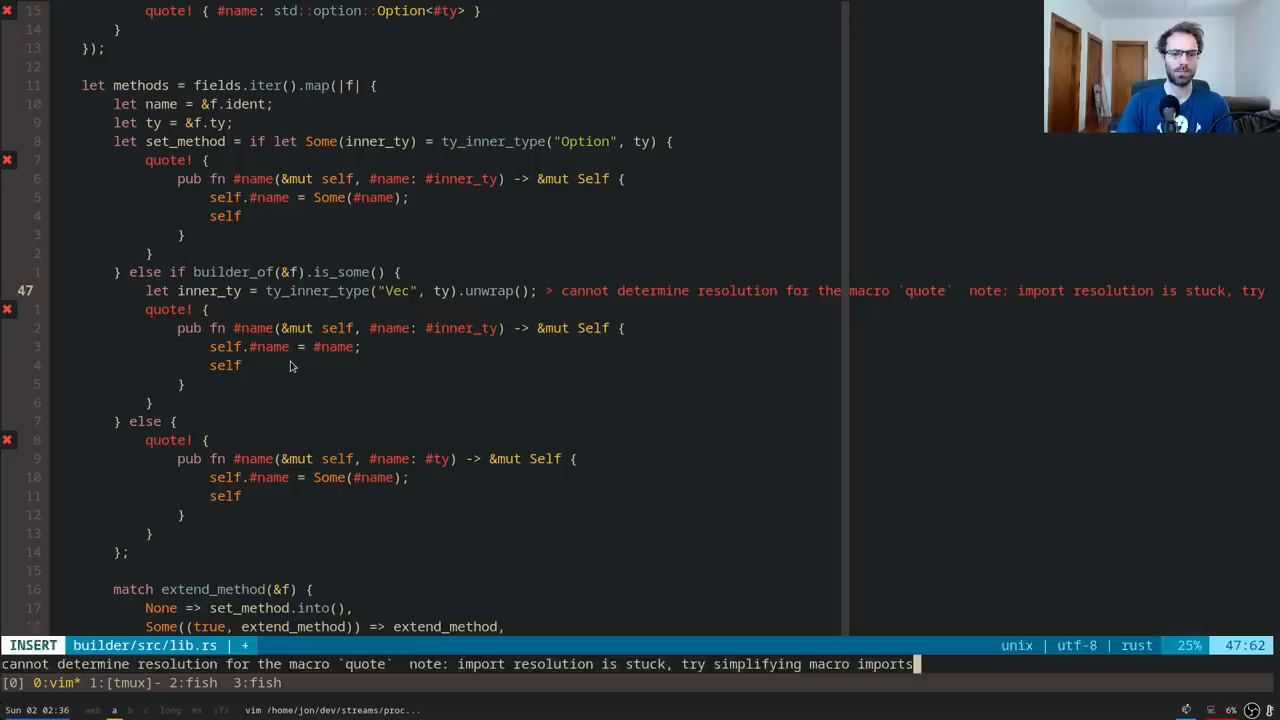 15 quote! { #name: std::option::Option<#ty> }
14 }
13 });
12
11 let methods = fields.iter().map(|f| {
10 let name = &f.ident;
9 let ty = &f.ty;
8 let set_method = if let Some(inner_ty) = ty_inner_type("Option", ty) {
7 quote! {
6 pub fn #name(&mut self, #name: #inner_ty) -> &mut Self {
5 self.#name = Some(#name);
4 self
3 }
2 }
1 } else if builder_of(&f).is_some() {
47 let inner_ty = ty_inner_type("Vec", ty).unwrap(); > cannot determine resolution for the macro `quote`  note: import resolution is stuck, try
1 quote! {
2 pub fn #name(&mut self, #name: #inner_ty) -> &mut Self {
3 self.#name = #name;
4 self
5 }
6 }
7 } else {
8 quote! {
9 pub fn #name(&mut self, #name: #ty) -> &mut Self {
10 self.#name = Some(#name);
11 self
12 }
13 }
14 };
15
16 match extend_method(&f) {
17 None => set_method.into(),
Some((true, extend_method)) => extend_method,
INSERT builder/src/lib.rs | + unix | utf-8 | rust 25% 47:62
cannot determine resolution for the macro `quote`  note: import resolution is stuck, try simplifying macro imports
[0] 0:vim* 1:[tmux]- 2:fish 3:fish
Sun 02 02:36 web a b c long mx sfx vim /home/jon/dev/streams/proc... 6%